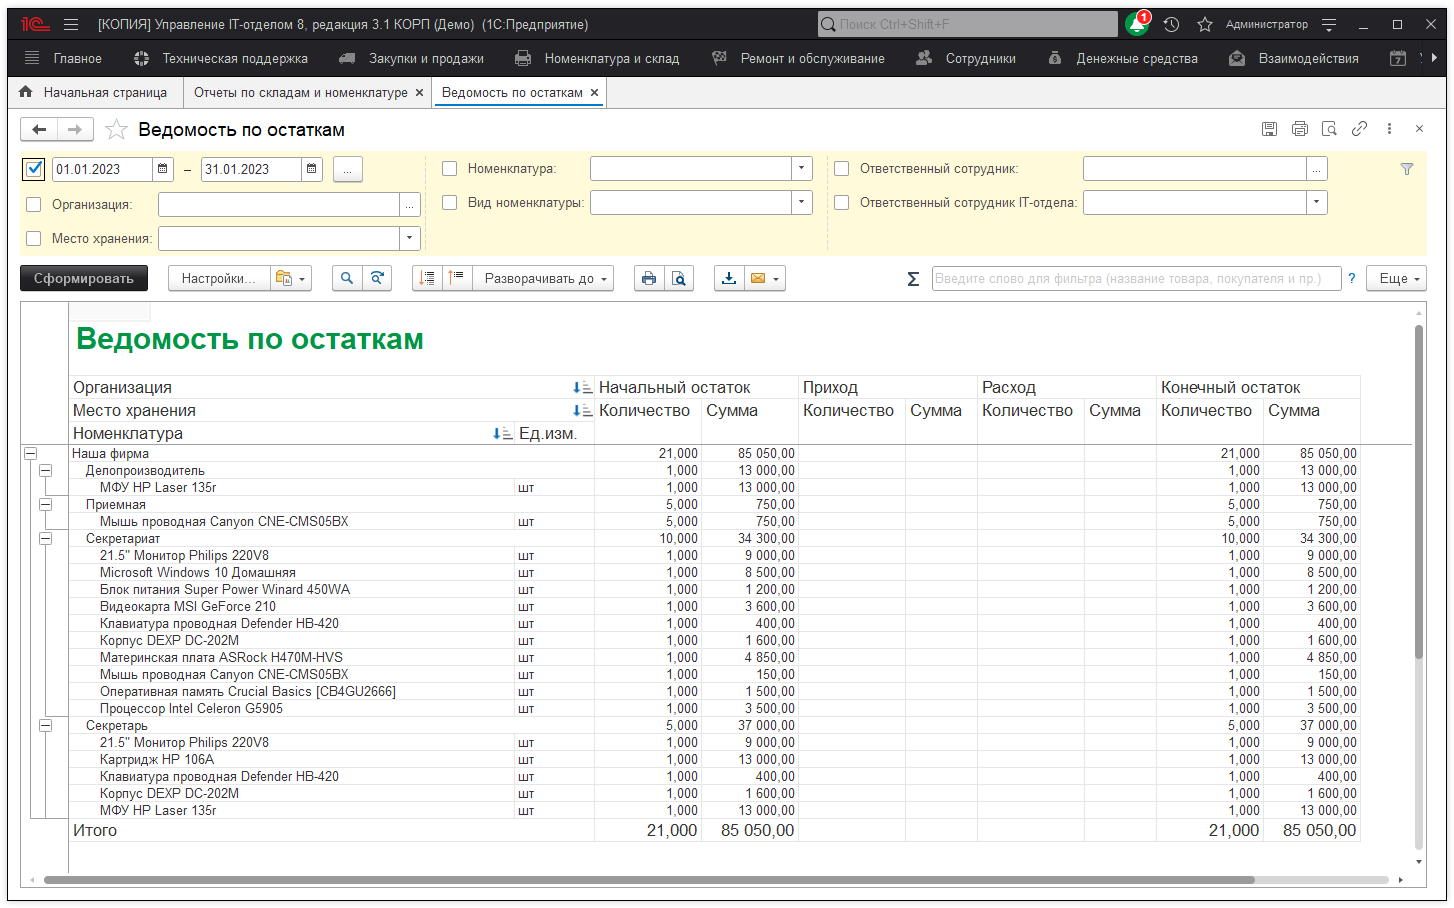 1С [КОПИЯ] Управление IT-отделом 8, редакция 3.1 КОРП (Демо) (1С:Предприятие) Поиск Ctrl+Shift+F 1 Администратор
Главное Техническая поддержка Закупки и продажи Номенклатура и склад Ремонт и обслуживание Сотрудники Денежные средства Взаимодействия 7
Начальная страница Отчеты по складам и номенклатуре × Ведомость по остаткам ×
Ведомость по остаткам
01.01.2023 – 31.01.2023 ... Номенклатура: Ответственный сотрудник: ...
Организация: ... Вид номенклатуры: Ответственный сотрудник IT-отдела:
Место хранения:
Сформировать Настройки... Разворачивать до Σ Введите слово для фильтра (название товара, покупателя и пр.) ? Еще
Ведомость по остаткам
Организация Начальный остаток Приход Расход Конечный остаток
Место хранения Количество Сумма Количество Сумма Количество Сумма Количество Сумма
Номенклатура Ед.изм.
Наша фирма 21,000 85 050,00 21,000 85 050,00
Делопроизводитель 1,000 13 000,00 1,000 13 000,00
МФУ HP Laser 135r шт 1,000 13 000,00 1,000 13 000,00
Приемная 5,000 750,00 5,000 750,00
Мышь проводная Canyon CNE-CMS05BX шт 5,000 750,00 5,000 750,00
Секретариат 10,000 34 300,00 10,000 34 300,00
21.5" Монитор Philips 220V8 шт 1,000 9 000,00 1,000 9 000,00
Microsoft Windows 10 Домашняя шт 1,000 8 500,00 1,000 8 500,00
Блок питания Super Power Winard 450WA шт 1,000 1 200,00 1,000 1 200,00
Видеокарта MSI GeForce 210 шт 1,000 3 600,00 1,000 3 600,00
Клавиатура проводная Defender HB-420 шт 1,000 400,00 1,000 400,00
Корпус DEXP DC-202M шт 1,000 1 600,00 1,000 1 600,00
Материнская плата ASRock H470M-HVS шт 1,000 4 850,00 1,000 4 850,00
Мышь проводная Canyon CNE-CMS05BX шт 1,000 150,00 1,000 150,00
Оперативная память Crucial Basics [CB4GU2666] шт 1,000 1 500,00 1,000 1 500,00
Процессор Intel Celeron G5905 шт 1,000 3 500,00 1,000 3 500,00
Секретарь 5,000 37 000,00 5,000 37 000,00
21.5" Монитор Philips 220V8 шт 1,000 9 000,00 1,000 9 000,00
Картридж HP 106A шт 1,000 13 000,00 1,000 13 000,00
Клавиатура проводная Defender HB-420 шт 1,000 400,00 1,000 400,00
Корпус DEXP DC-202M шт 1,000 1 600,00 1,000 1 600,00
МФУ HP Laser 135r шт 1,000 13 000,00 1,000 13 000,00
Итого 21,000 85 050,00 21,000 85 050,00